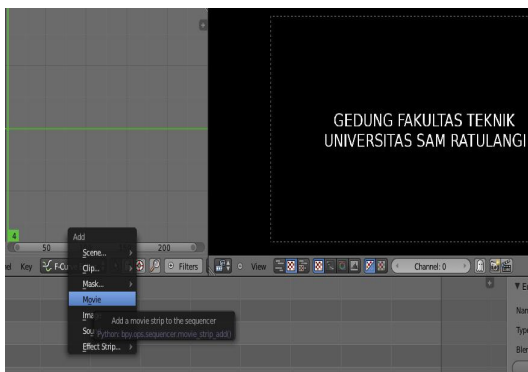 GEDUNG FAKULTAS TEKNIK
UNIVERSITAS SAM RATULANGI
4
50
200
Key
Filters
View
Channel: 0
Add
Scene...
Clip...
Mask...
Movie
Effect Strip...
Add a movie strip to the sequencer
Python: bpy.ops.sequencer.movie_strip_add()